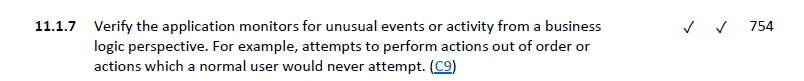 11.1.7 Verify the application monitors for unusual events or activity from a business ✓ ✓ 754
logic perspective. For example, attempts to perform actions out of order or
actions which a normal user would never attempt. (C9)